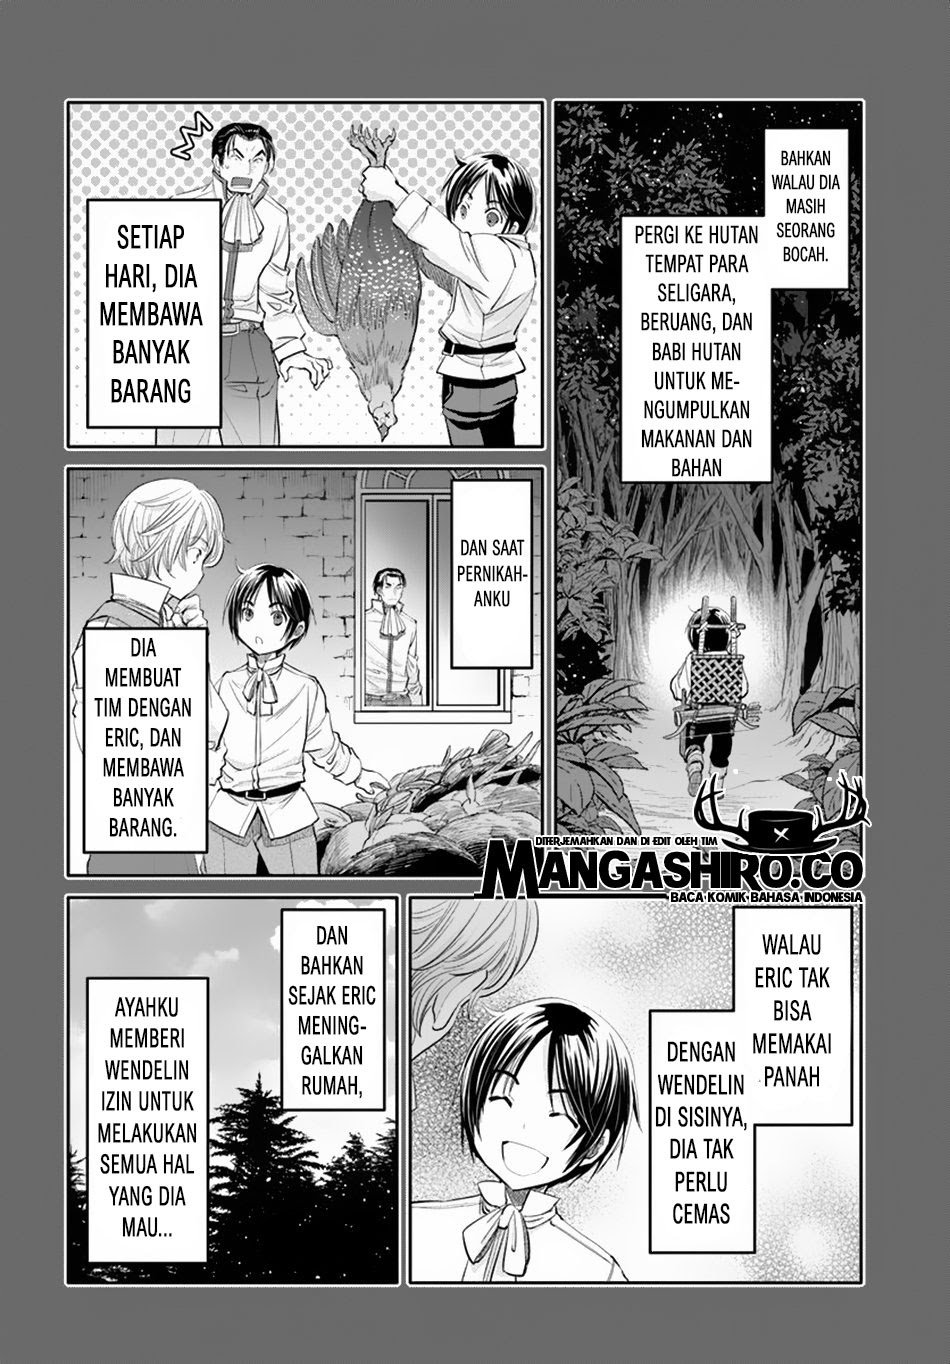 BAHKAN
WALAU DIA
MASIH
SEORANG
BOCAH.
PERGI KE HUTAN
TEMPAT PARA
SELIGARA,
BERUANG, DAN
BABI HUTAN
UNTUK ME-
NGUMPULKAN
MAKANAN DAN
BAHAN
SETIAP
HARI, DIA
MEMBAWA
BANYAK
BARANG
DAN SAAT
PERNIKAH-
ANKU
DIA
MEMBUAT
TIM DENGAN
ERIC, DAN
MEMBAWA
BANYAK
BARANG.
DITERJEMAHKAN DAN DI EDIT OLEH TIM
MANGASHIRO.CO
BACA KOMIK BAHASA INDONESIA
WALAU
ERIC TAK
BISA
MEMAKAI
PANAH
DENGAN
WENDELIN
DI SISINYA,
DIA TAK
PERLU
CEMAS
DAN
BAHKAN
SEJAK ERIC
MENING-
GALKAN
RUMAH,
AYAHKU
MEMBERI
WENDELIN
IZIN UNTUK
MELAKUKAN
SEMUA HAL
YANG DIA
MAU...